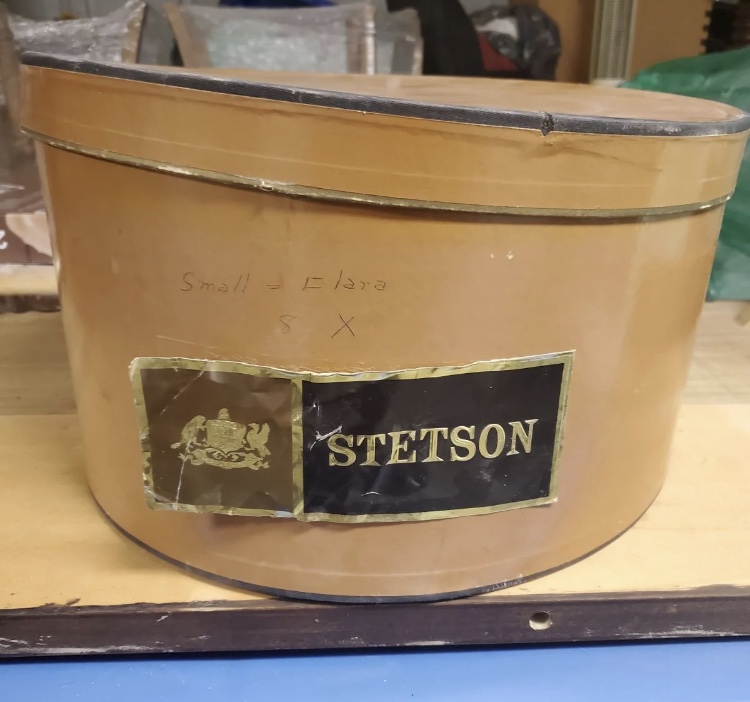 Small = Elara
8 X
STETSON